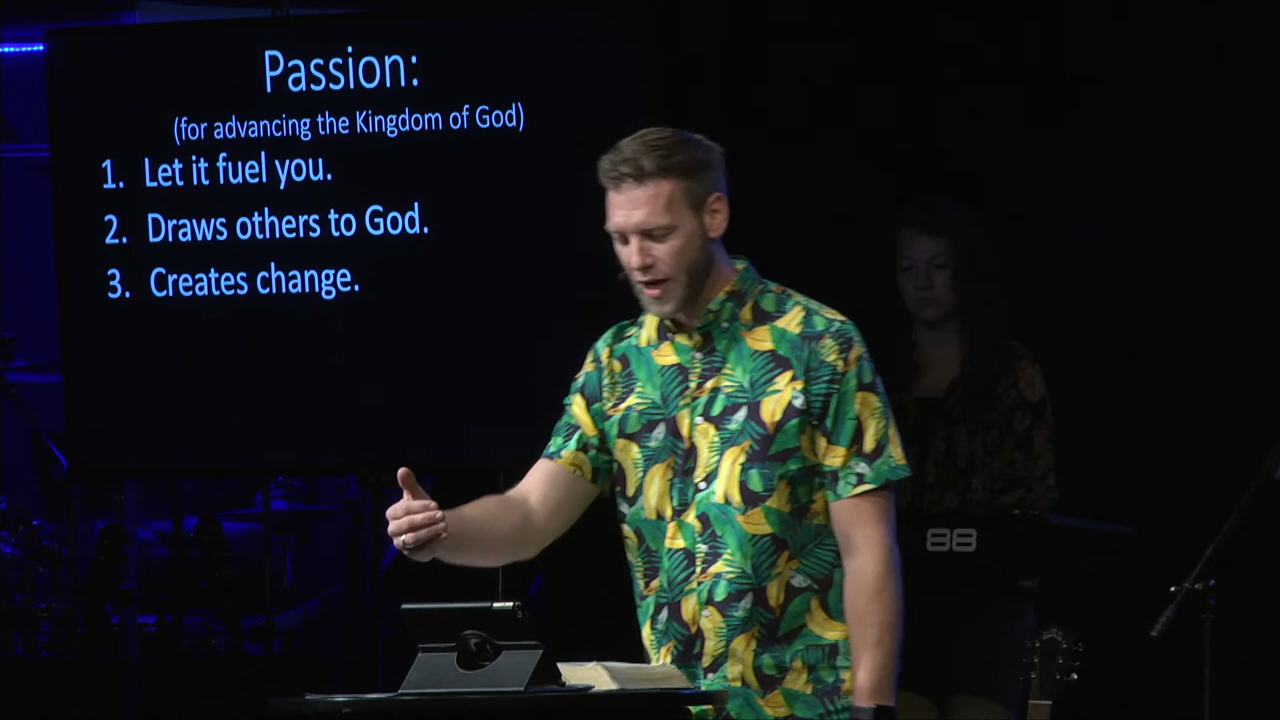 Passion:
(for advancing the Kingdom of God)
1. Let it fuel you.
2. Draws others to God.
3. Creates change.
88